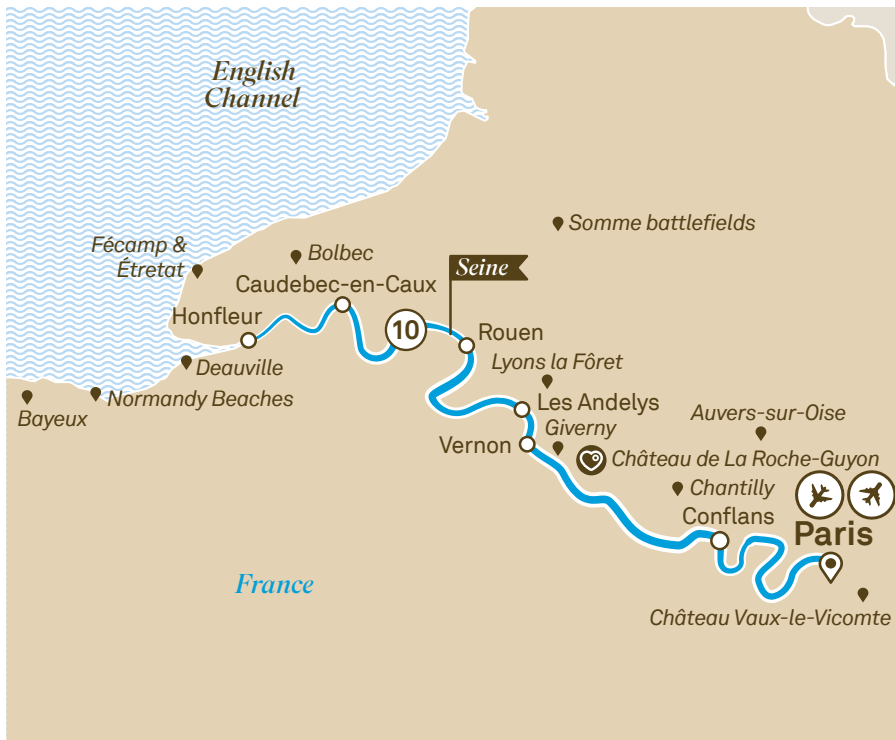 English
Channel
Somme battlefields
Fécamp &
Étretat
Bolbec
Seine
Caudebec-en-Caux
Honfleur
10
Rouen
Deauville
Lyons la Fôret
Normandy Beaches
Bayeux
Les Andelys
Auvers-sur-Oise
Giverny
Vernon
Château de La Roche-Guyon
Chantilly
Conflans
Paris
France
Château Vaux-le-Vicomte